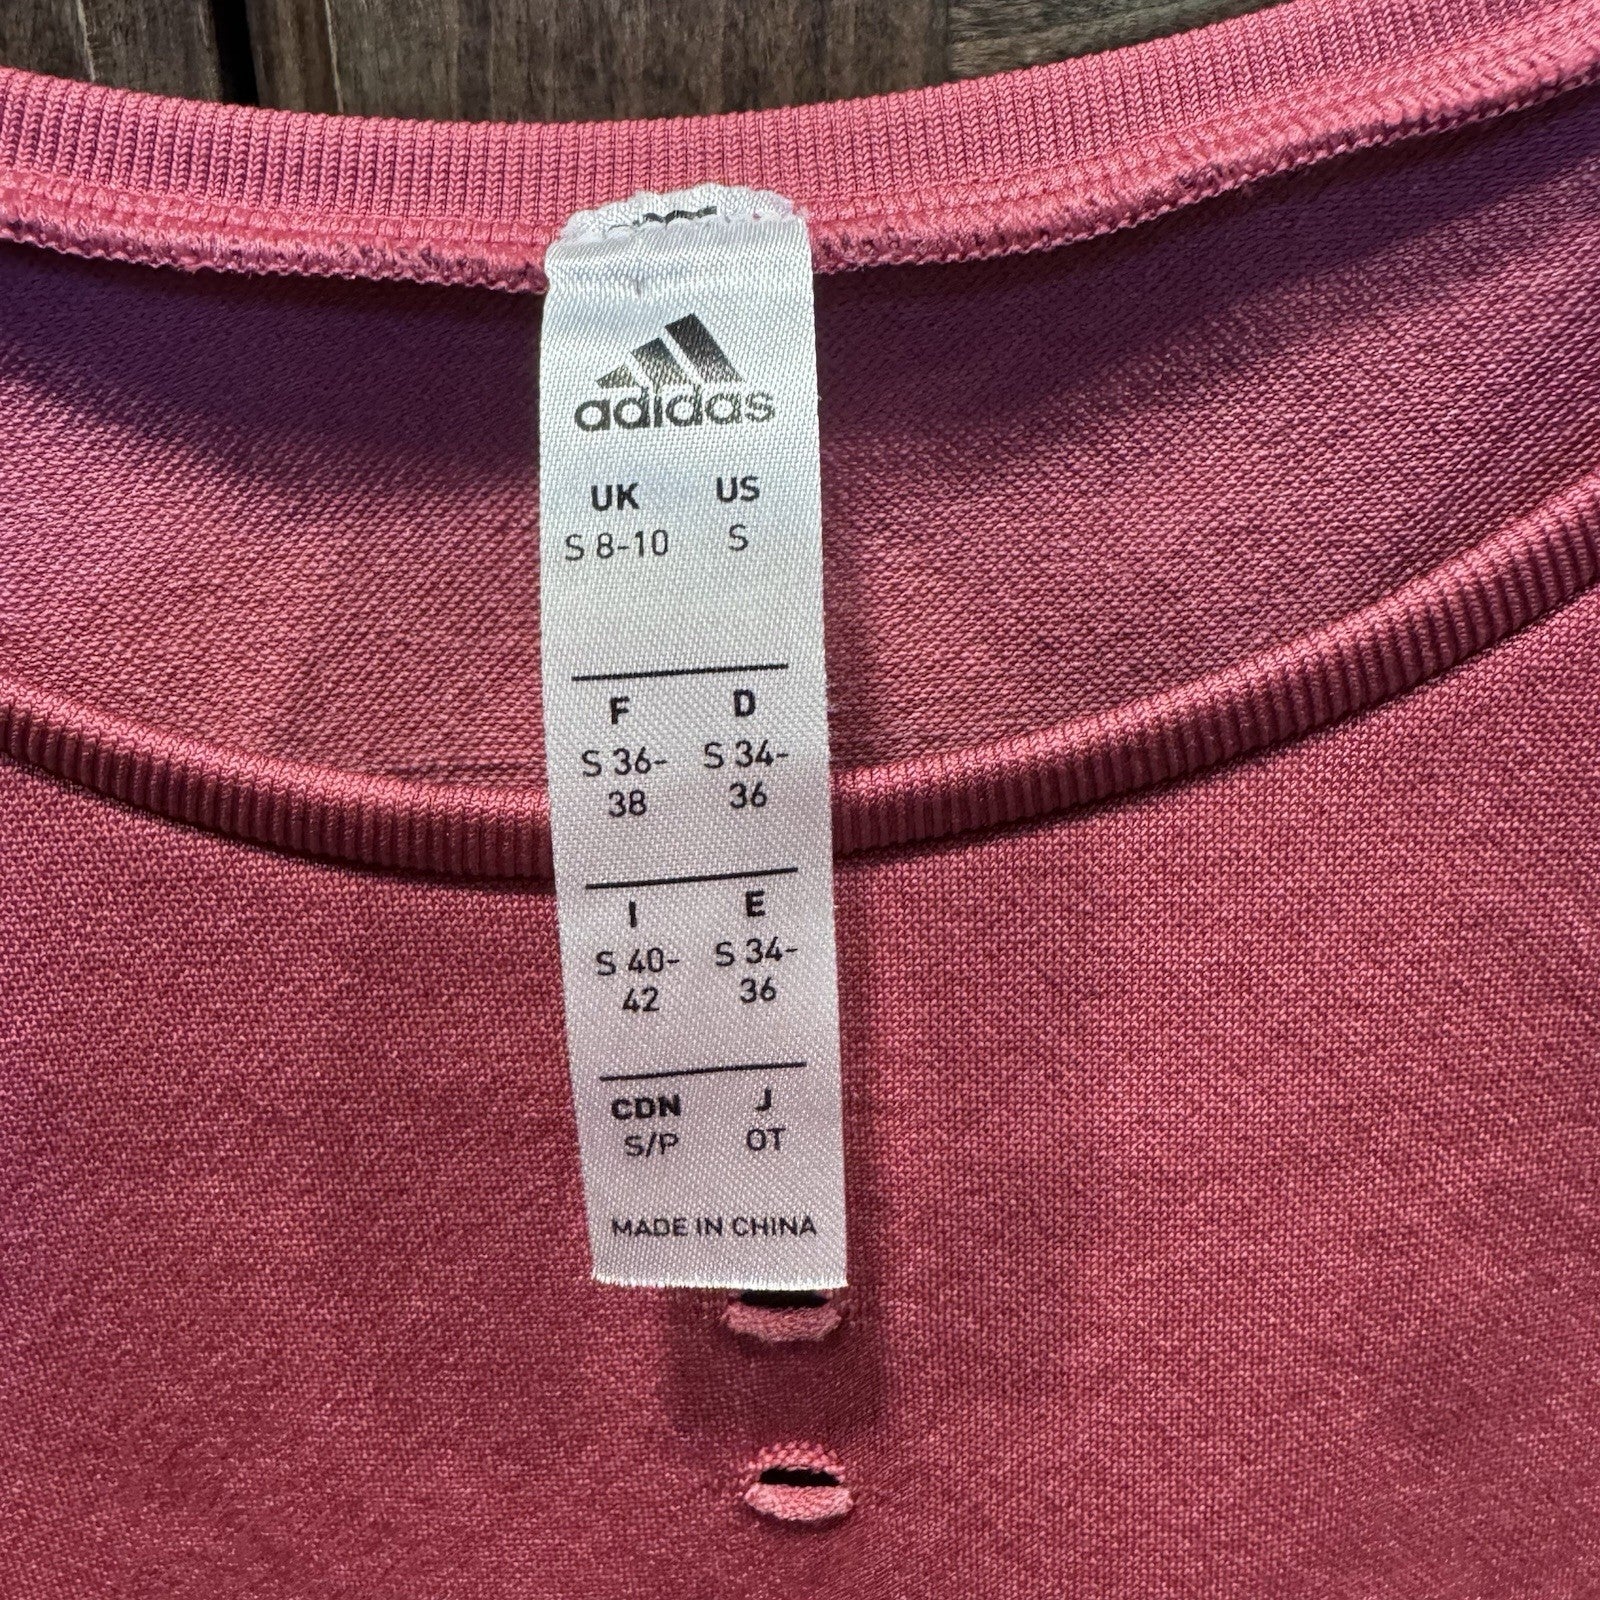 adidas
UK US
S 8-10 S
F D
S 36- S 34-
38 36
I E
S 40- S 34-
42 36
CDN J
S/P OT
MADE IN CHINA